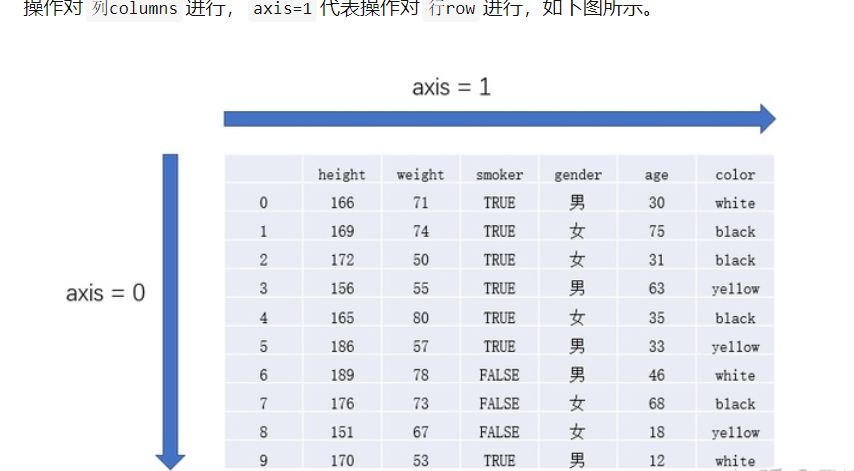 操作对 列columns 进行， axis=1 代表操作对 行row 进行，如下图所示。
axis = 1
height weight smoker gender age color
0 166 71 TRUE 男 30 white
1 169 74 TRUE 女 75 black
2 172 50 TRUE 女 31 black
axis = 0
3 156 55 TRUE 男 63 yellow
4 165 80 TRUE 女 35 black
5 186 57 TRUE 男 33 yellow
6 189 78 FALSE 男 46 white
7 176 73 FALSE 女 68 black
8 151 67 FALSE 女 18 yellow
9 170 53 TRUE 男 12 white